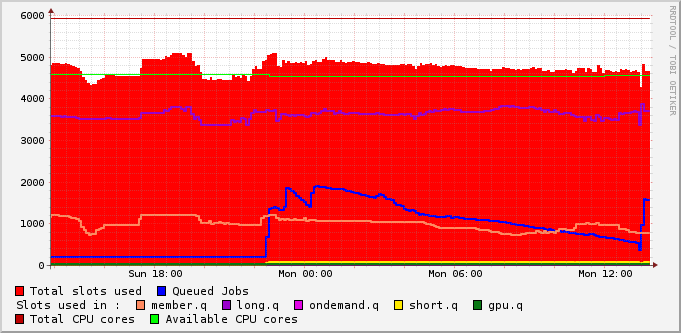 6000
5000
4000
3000
2000
1000
0
Sun 18:00 Mon 00:00 Mon 06:00 Mon 12:00
Total slots used Queued Jobs
Slots used in : member.q long.q ondemand.q short.q gpu.q
Total CPU cores Available CPU cores
RRDTOOL / TOBI OETIKER